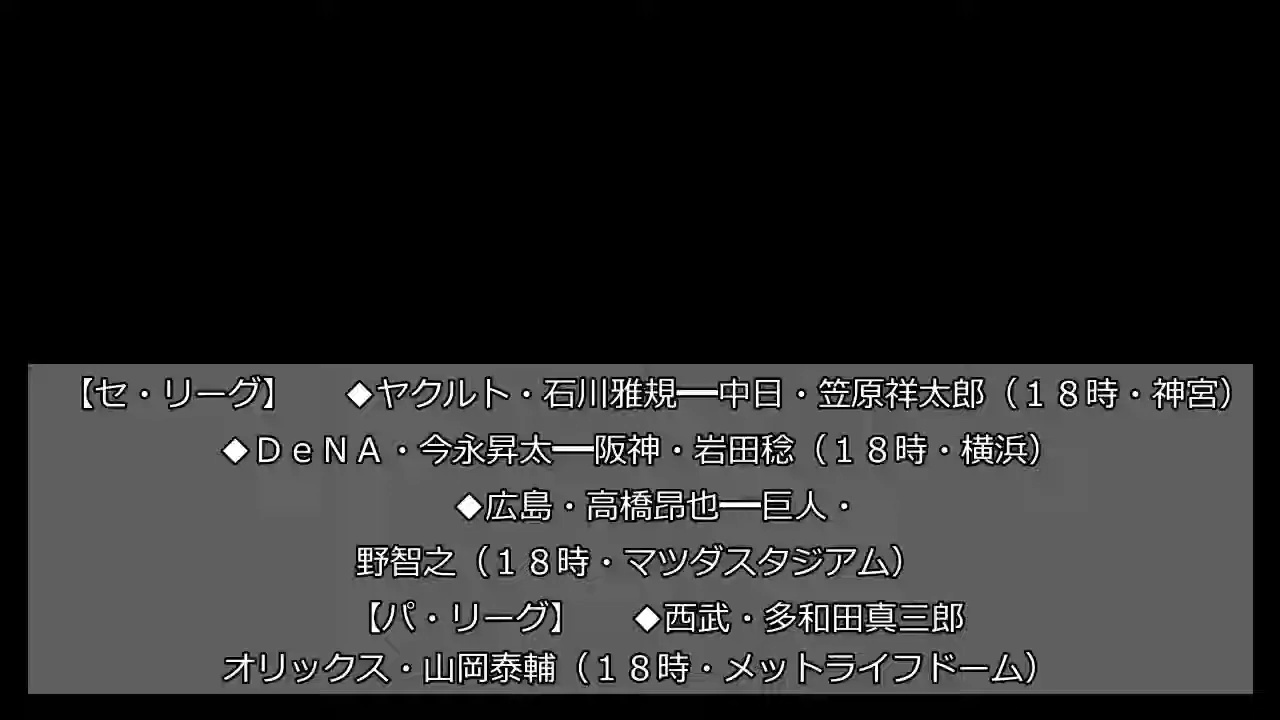 【セ・リーグ】　◆ヤクルト・石川雅規━中日・笠原祥太郎（１８時・神宮）
◆ＤｅＮＡ・今永昇太━阪神・岩田稔（１８時・横浜）
◆広島・高橋昂也━巨人・
野智之（１８時・マツダスタジアム）
【パ・リーグ】　◆西武・多和田真三郎
オリックス・山岡泰輔（１８時・メットライフドーム）